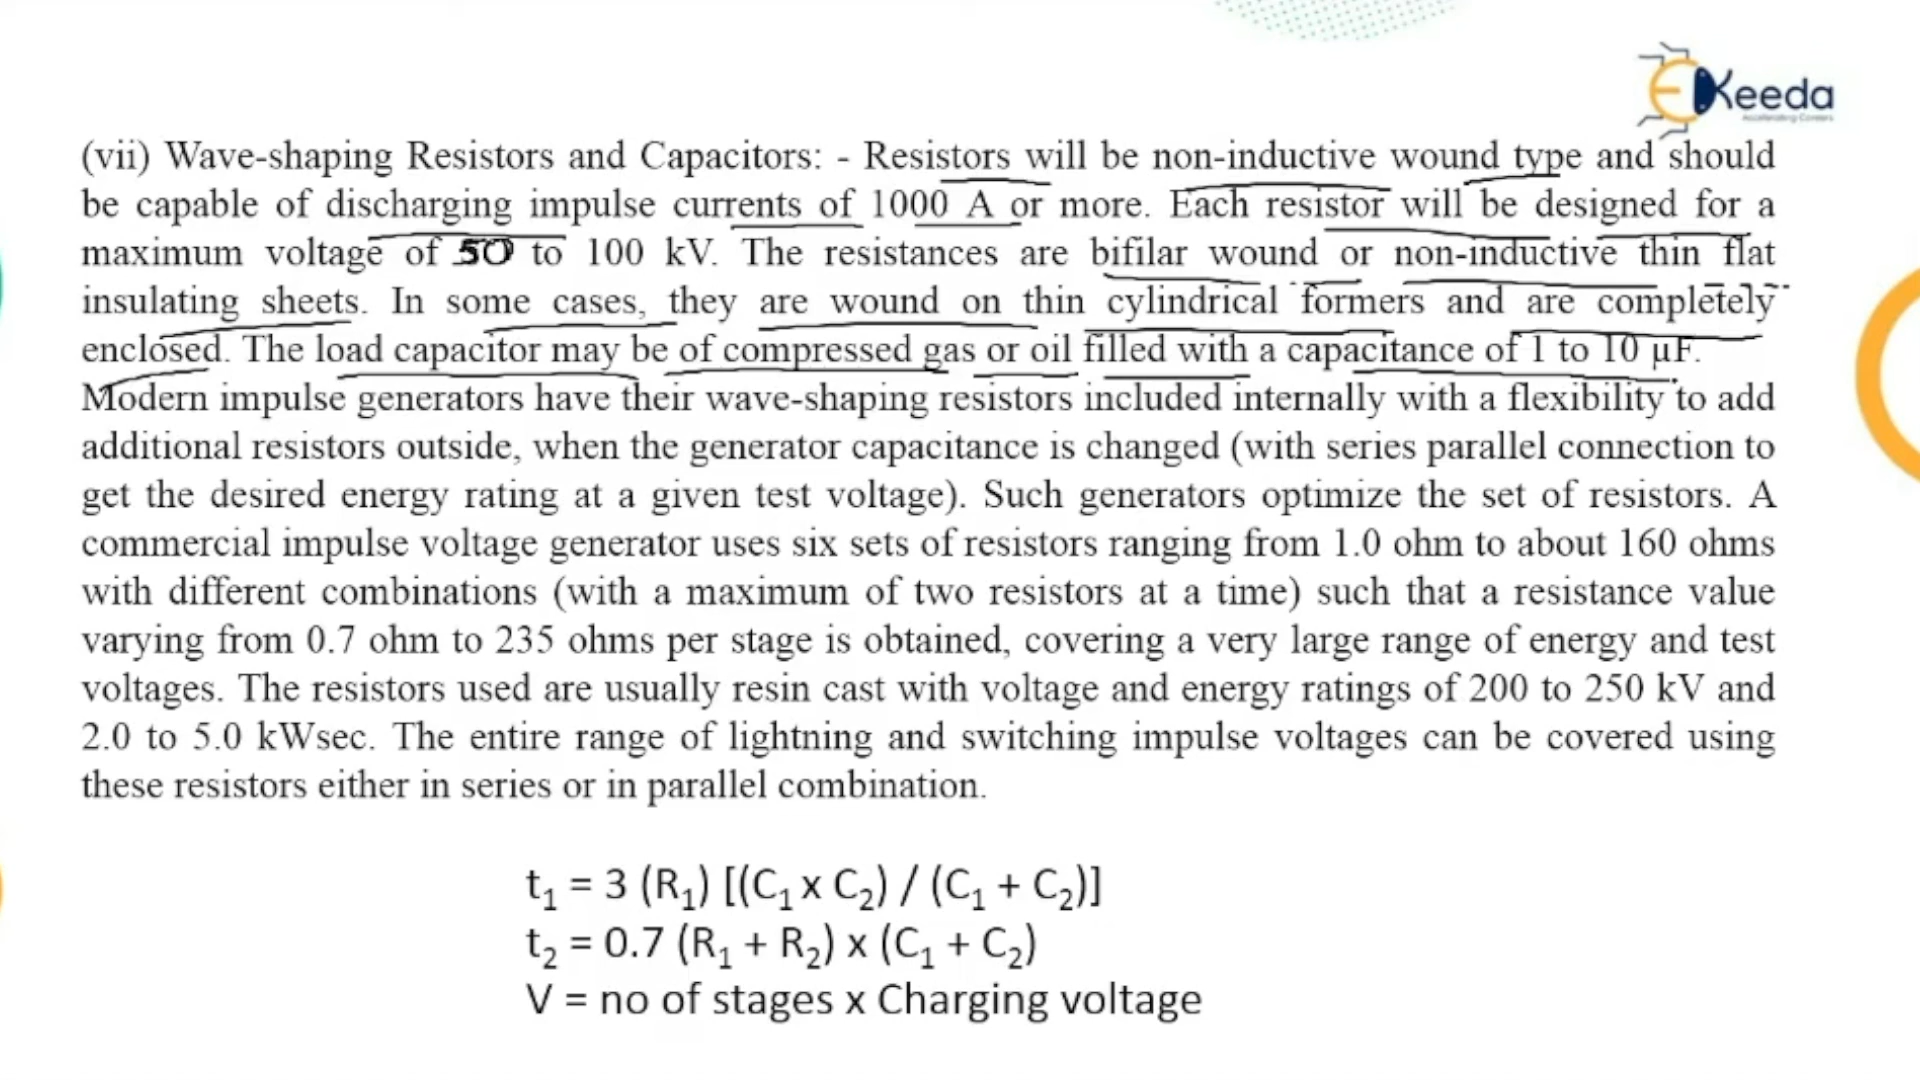 Keeda
(vii) Wave-shaping Resistors and Capacitors: - Resistors will be non-inductive wound type and should
be capable of discharging impulse currents of 1000 A or more. Each resistor will be designed for a
maximum voltage of 50 to 100 kV. The resistances are bifilar wound or non-inductive thin flat
insulating sheets. In some cases, they are wound on thin cylindrical formers and are completely
enclosed. The load capacitor may be of compressed gas or oil filled with a capacitance of 1 to 10 μF.
Modern impulse generators have their wave-shaping resistors included internally with a flexibility to add
additional resistors outside, when the generator capacitance is changed (with series parallel connection to
get the desired energy rating at a given test voltage). Such generators optimize the set of resistors. A
commercial impulse voltage generator uses six sets of resistors ranging from 1.0 ohm to about 160 ohms
with different combinations (with a maximum of two resistors at a time) such that a resistance value
varying from 0.7 ohm to 235 ohms per stage is obtained, covering a very large range of energy and test
voltages. The resistors used are usually resin cast with voltage and energy ratings of 200 to 250 kV and
2.0 to 5.0 kWsec. The entire range of lightning and switching impulse voltages can be covered using
these resistors either in series or in parallel combination.
t₁ = 3 (R₁) [(C₁ x C₂) / (C₁ + C₂)]
t₂ = 0.7 (R₁ + R₂) x (C₁ + C₂)
V = no of stages x Charging voltage